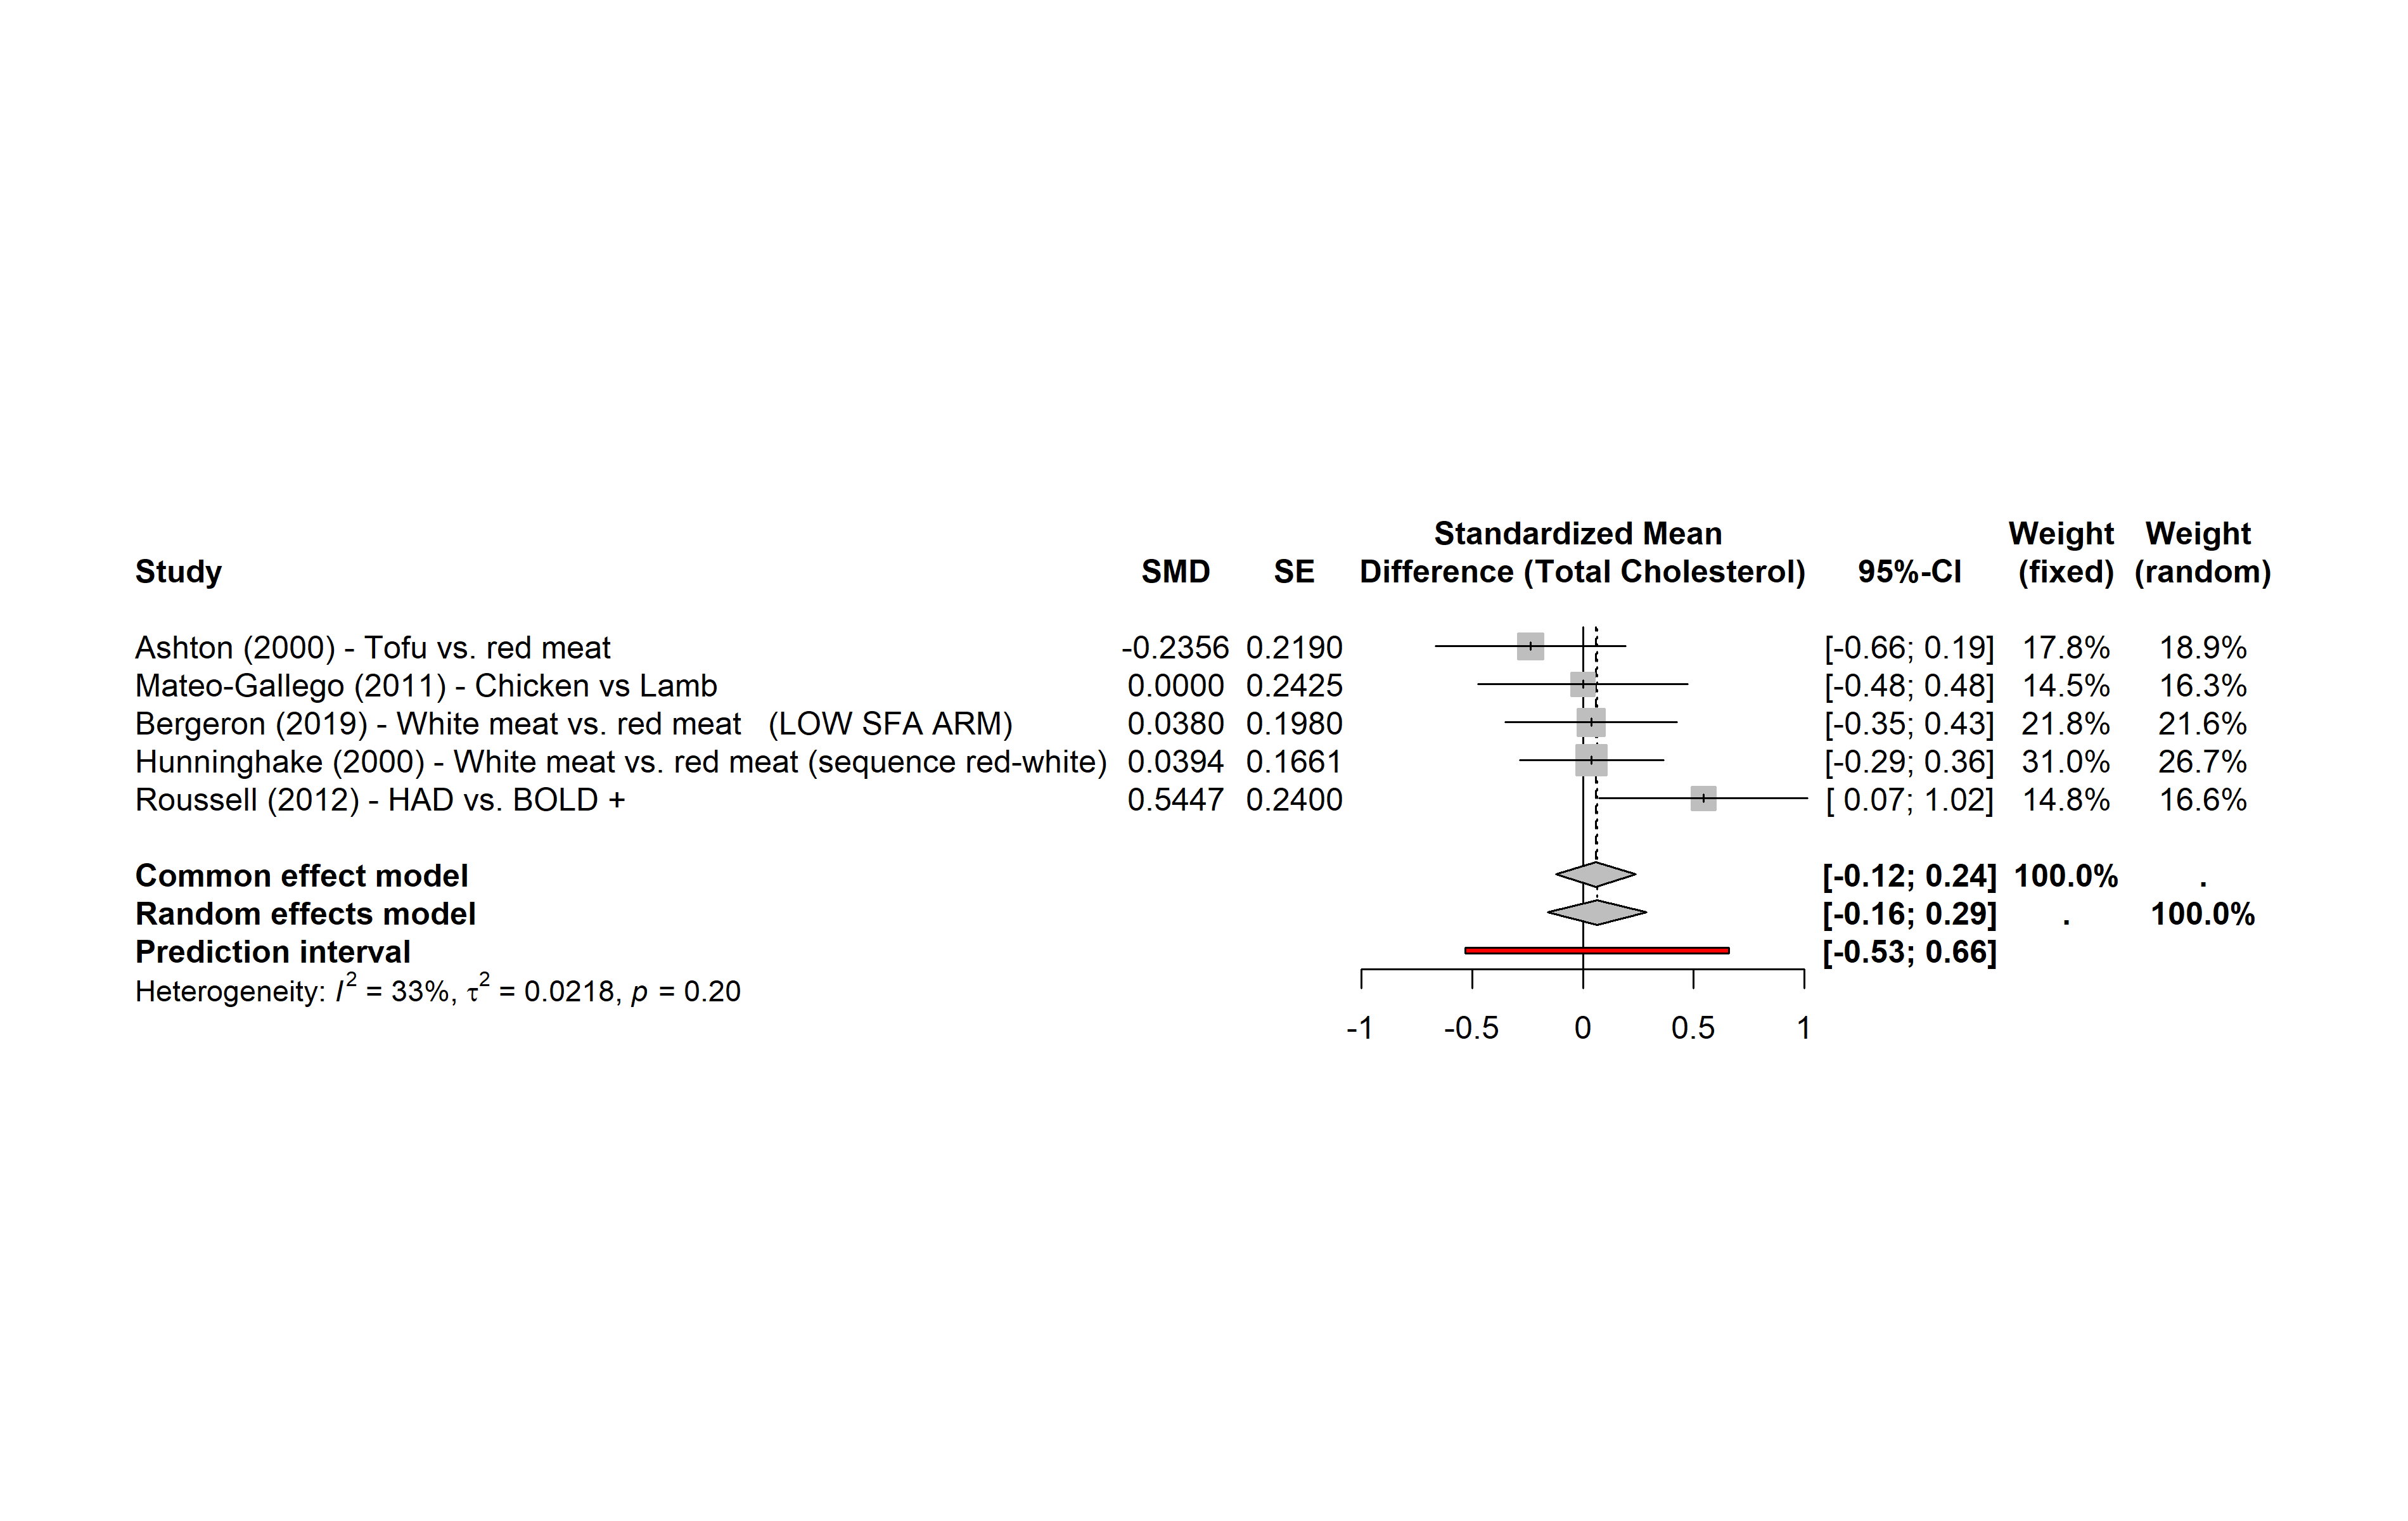 Standardized Mean Weight Weight
Study SMD SE Difference (Total Cholesterol) 95%-CI (fixed) (random)
Ashton (2000) - Tofu vs. red meat -0.2356 0.2190 [-0.66; 0.19] 17.8% 18.9%
Mateo-Gallego (2011) - Chicken vs Lamb 0.0000 0.2425 [-0.48; 0.48] 14.5% 16.3%
Bergeron (2019) - White meat vs. red meat (LOW SFA ARM) 0.0380 0.1980 [-0.35; 0.43] 21.8% 21.6%
Hunninghake (2000) - White meat vs. red meat (sequence red-white) 0.0394 0.1661 [-0.29; 0.36] 31.0% 26.7%
Roussell (2012) - HAD vs. BOLD + 0.5447 0.2400 [ 0.07; 1.02] 14.8% 16.6%
Common effect model [-0.12; 0.24] 100.0% .
Random effects model [-0.16; 0.29] . 100.0%
Prediction interval [-0.53; 0.66]
Heterogeneity: I² = 33%, τ² = 0.0218, p = 0.20
-1 -0.5 0 0.5 1